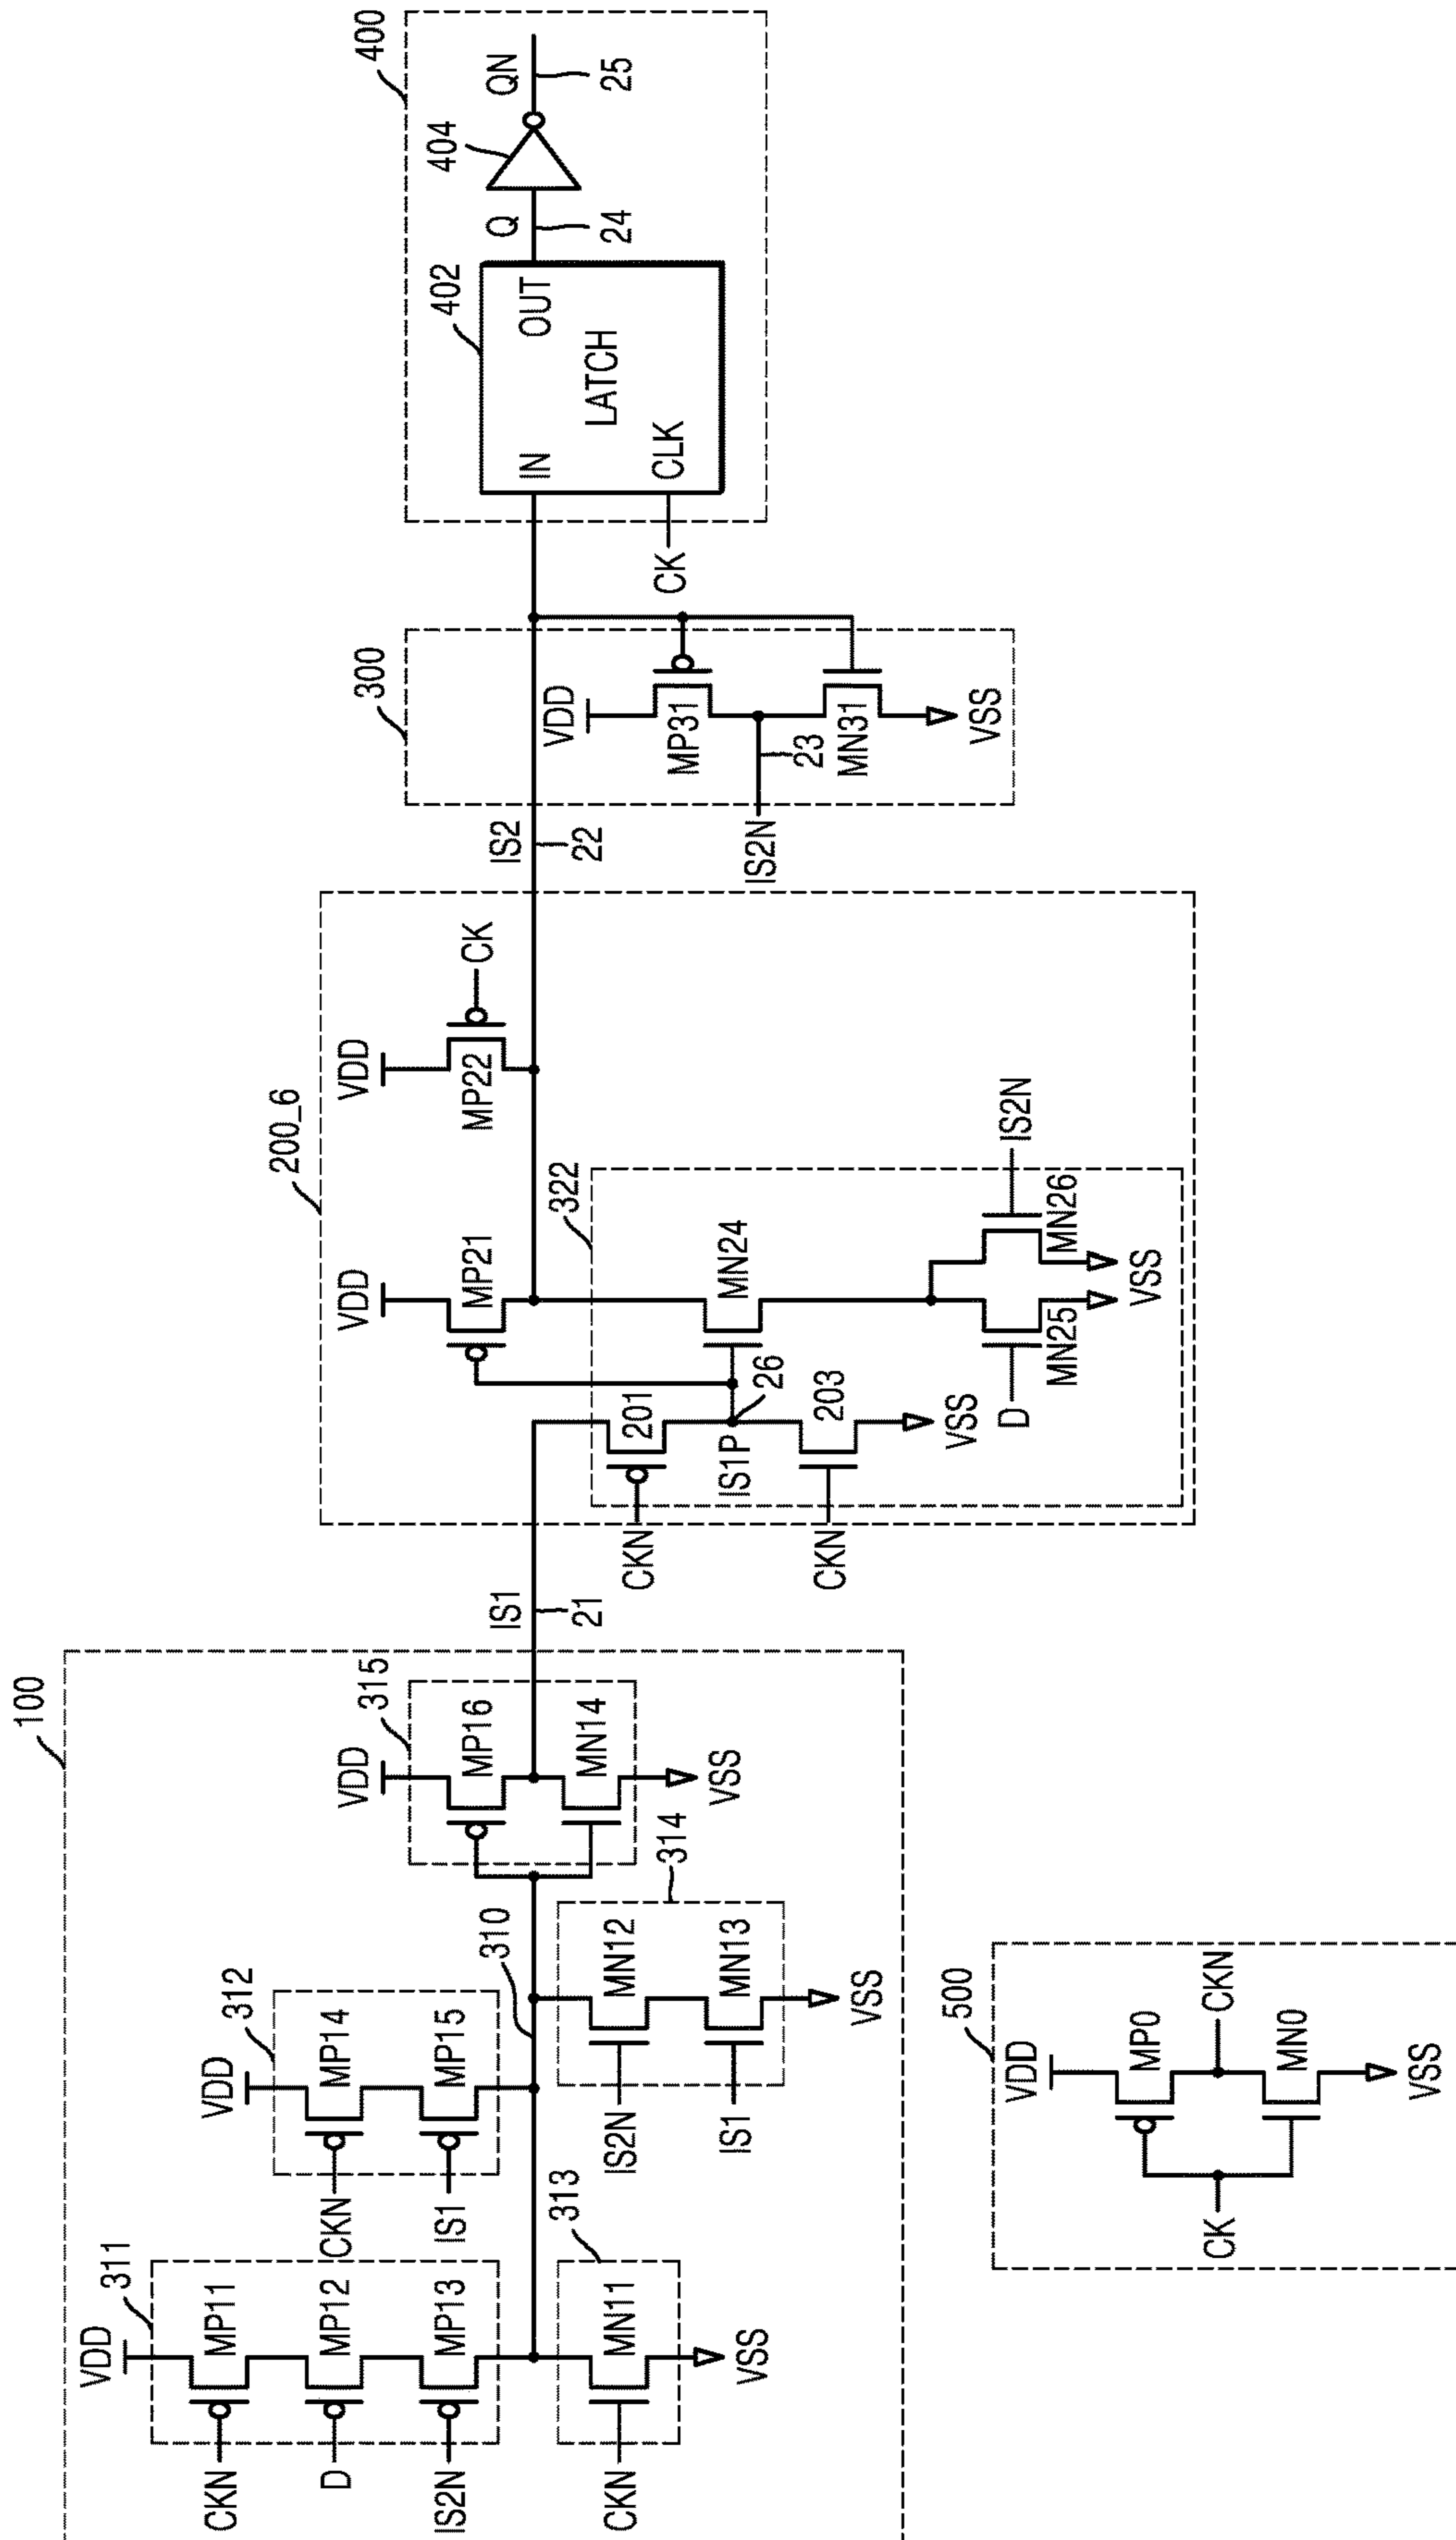 100
311
VDD
MP11
CKN
MP12
D
MP13
IS2N
313
MN11
CKN
VSS
312
VDD
MP14
CKN
MP15
IS1
310
314
MN12
IS2N
MN13
IS1
VSS
315
VDD
MP16
MN14
VSS
IS1
21
200_6
VDD
MP21
VDD
MP22
CK
322
201
CKN
IS1P
26
203
CKN
VSS
MN24
D
MN25
MN26
IS2N
VSS
IS2
22
300
VDD
MP31
23
IS2N
MN31
VSS
400
402
IN
OUT
LATCH
CLK
CK
Q
24
404
QN
25
500
VDD
MP0
CK
CKN
MN0
VSS